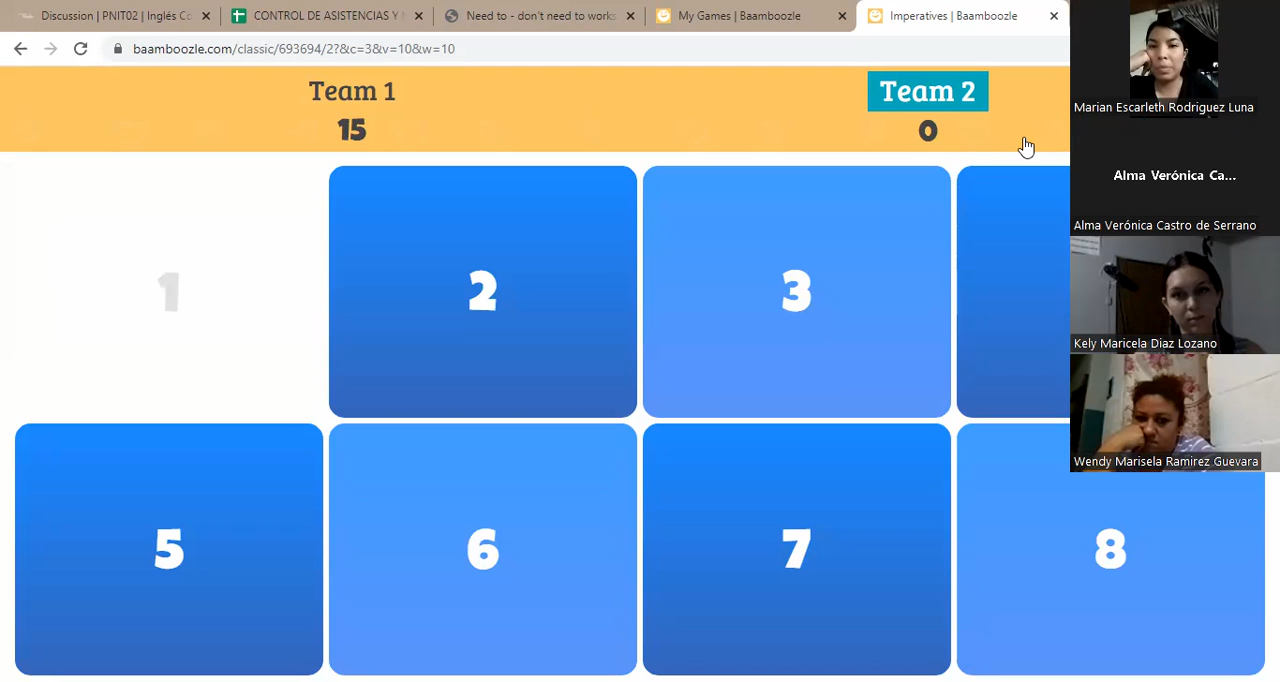 Discussion | PNIT02 | Inglés Co
CONTROL DE ASISTENCIAS Y
Need to - don't need to works
My Games | Baamboozle
Imperatives | Baamboozle
baamboozle.com/classic/693694/2?&c=3&v=10&w=10
Team 1
15
Team 2
0
1
2
3
5
6
7
8
Marian Escarleth Rodriguez Luna
Alma Verónica Ca...
Alma Verónica Castro de Serrano
Kely Maricela Diaz Lozano
Wendy Marisela Ramirez Guevara